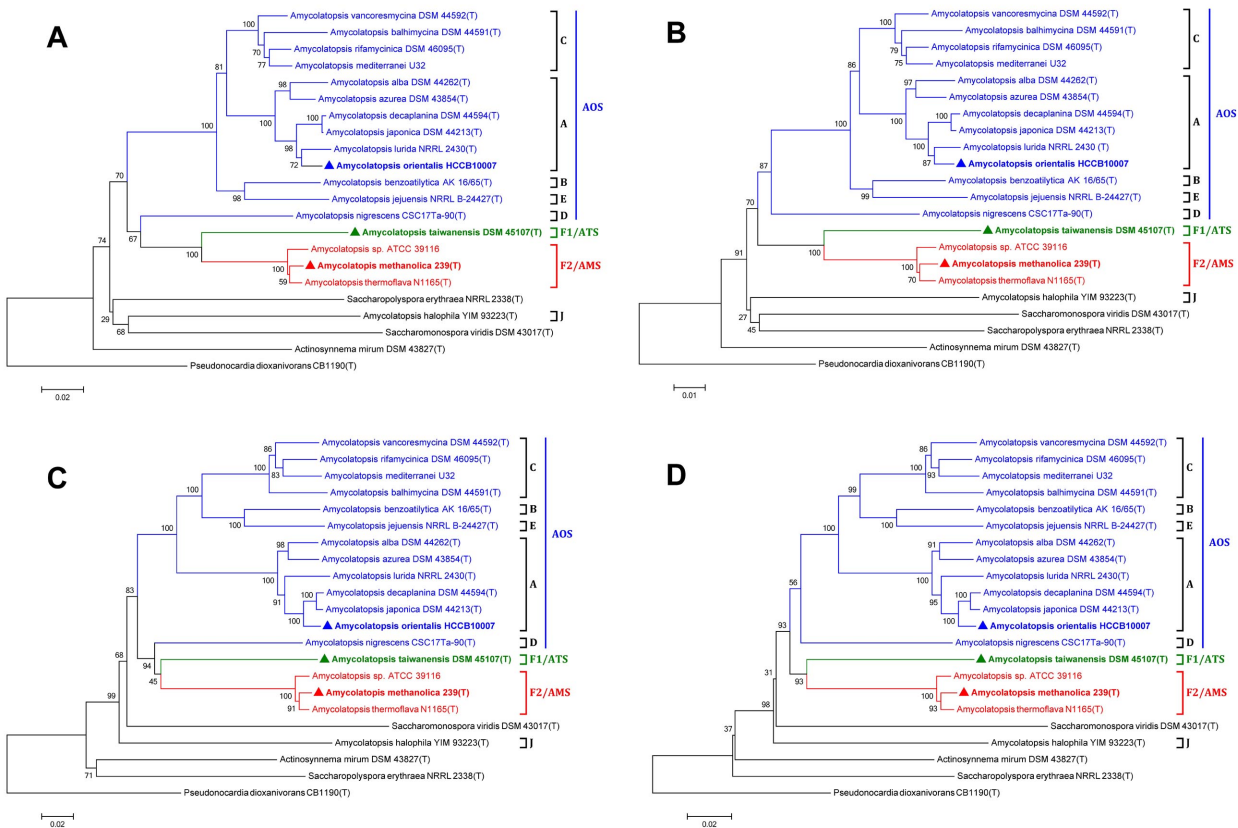 A
Amycolatopsis vancoresmycina DSM 44592(T)
Amycolatopsis balhimycina DSM 44591(T)
Amycolatopsis rifamycinica DSM 46095(T)
Amycolatopsis mediterranei U32
Amycolatopsis alba DSM 44262(T)
Amycolatopsis azurea DSM 43854(T)
Amycolatopsis decaplanina DSM 44594(T)
Amycolatopsis japonica DSM 44213(T)
Amycolatopsis lurida NRRL 2430(T)
Amycolatopsis orientalis HCCB10007
Amycolatopsis benzoatilytica AK 16/65(T)
Amycolatopsis jejuensis NRRL B-24427(T)
Amycolatopsis nigrescens CSC17Ta-90(T)
Amycolatopsis taiwanensis DSM 45107(T)
Amycolatopsis sp. ATCC 39116
Amycolatopis methanolica 239(T)
Amycolatopsis thermoflava N1165(T)
Saccharopolyspora erythraea NRRL 2338(T)
Amycolatopsis halophila YIM 93223(T)
Saccharomonospora viridis DSM 43017(T)
Actinosynnema mirum DSM 43827(T)
Pseudonocardia dioxanivorans CB1190(T)
100
70
77
81
98
100
100
98
72
100
98
70
67
100
100
59
74
29
68
C
A
B
E
D
AOS
F1/ATS
F2/AMS
J
0.02
B
Amycolatopsis vancoresmycina DSM 44592(T)
Amycolatopsis balhimycina DSM 44591(T)
Amycolatopsis rifamycinica DSM 46095(T)
Amycolatopsis mediterranei U32
Amycolatopsis alba DSM 44262(T)
Amycolatopsis azurea DSM 43854(T)
Amycolatopsis decaplanina DSM 44594(T)
Amycolatopsis japonica DSM 44213(T)
Amycolatopsis lurida NRRL 2430 (T)
Amycolatopsis orientalis HCCB10007
Amycolatopsis benzoatilytica AK 16/65(T)
Amycolatopsis jejuensis NRRL B-24427(T)
Amycolatopsis nigrescens CSC17Ta-90(T)
Amycolatopsis taiwanensis DSM 45107(T)
Amycolatopsis sp. ATCC 39116
Amycolatopis methanolica 239(T)
Amycolatopsis thermoflava N1165(T)
Amycolatopsis halophila YIM 93223(T)
Saccharomonospora viridis DSM 43017(T)
Saccharopolyspora erythraea NRRL 2338(T)
Actinosynnema mirum DSM 43827(T)
Pseudonocardia dioxanivorans CB1190(T)
100
79
75
86
97
100
100
100
87
100
99
87
70
100
100
70
27
45
C
A
B
E
D
AOS
F1/ATS
F2/AMS
J
0.01
C
Amycolatopsis vancoresmycina DSM 44592(T)
Amycolatopsis rifamycinica DSM 46095(T)
Amycolatopsis mediterranei U32
Amycolatopsis balhimycina DSM 44591(T)
Amycolatopsis benzoatilytica AK 16/65(T)
Amycolatopsis jejuensis NRRL B-24427(T)
Amycolatopsis alba DSM 44262(T)
Amycolatopsis azurea DSM 43854(T)
Amycolatopsis lurida NRRL 2430(T)
Amycolatopsis decaplanina DSM 44594(T)
Amycolatopsis japonica DSM 44213(T)
Amycolatopsis orientalis HCCB10007
Amycolatopsis nigrescens CSC17Ta-90(T)
Amycolatopsis taiwanensis DSM 45107(T)
Amycolatopsis sp. ATCC 39116
Amycolatopis methanolica 239(T)
Amycolatopsis thermoflava N1165(T)
Saccharomonospora viridis DSM 43017(T)
Amycolatopsis halophila YIM 93223(T)
Actinosynnema mirum DSM 43827(T)
Saccharopolyspora erythraea NRRL 2338(T)
Pseudonocardia dioxanivorans CB1190(T)
86
100
83
100
100
100
98
100
91
100
100
83
94
45
100
91
68
99
71
C
B
E
A
D
AOS
F1/ATS
F2/AMS
J
0.02
D
Amycolatopsis vancoresmycina DSM 44592(T)
Amycolatopsis rifamycinica DSM 46095(T)
Amycolatopsis mediterranei U32
Amycolatopsis balhimycina DSM 44591(T)
Amycolatopsis benzoatilytica AK 16/65(T)
Amycolatopsis jejuensis NRRL B-24427(T)
Amycolatopsis alba DSM 44262(T)
Amycolatopsis azurea DSM 43854(T)
Amycolatopsis lurida NRRL 2430(T)
Amycolatopsis decaplanina DSM 44594(T)
Amycolatopsis japonica DSM 44213(T)
Amycolatopsis orientalis HCCB10007
Amycolatopsis nigrescens CSC17Ta-90(T)
Amycolatopsis taiwanensis DSM 45107(T)
Amycolatopsis sp. ATCC 39116
Amycolatopis methanolica 239(T)
Amycolatopsis thermoflava N1165(T)
Saccharomonospora viridis DSM 43017(T)
Amycolatopsis halophila YIM 93223(T)
Actinosynnema mirum DSM 43827(T)
Saccharopolyspora erythraea NRRL 2338(T)
Pseudonocardia dioxanivorans CB1190(T)
86
100
93
99
100
100
91
100
95
100
100
56
93
93
100
93
31
98
37
C
B
E
A
D
AOS
F1/ATS
F2/AMS
J
0.02